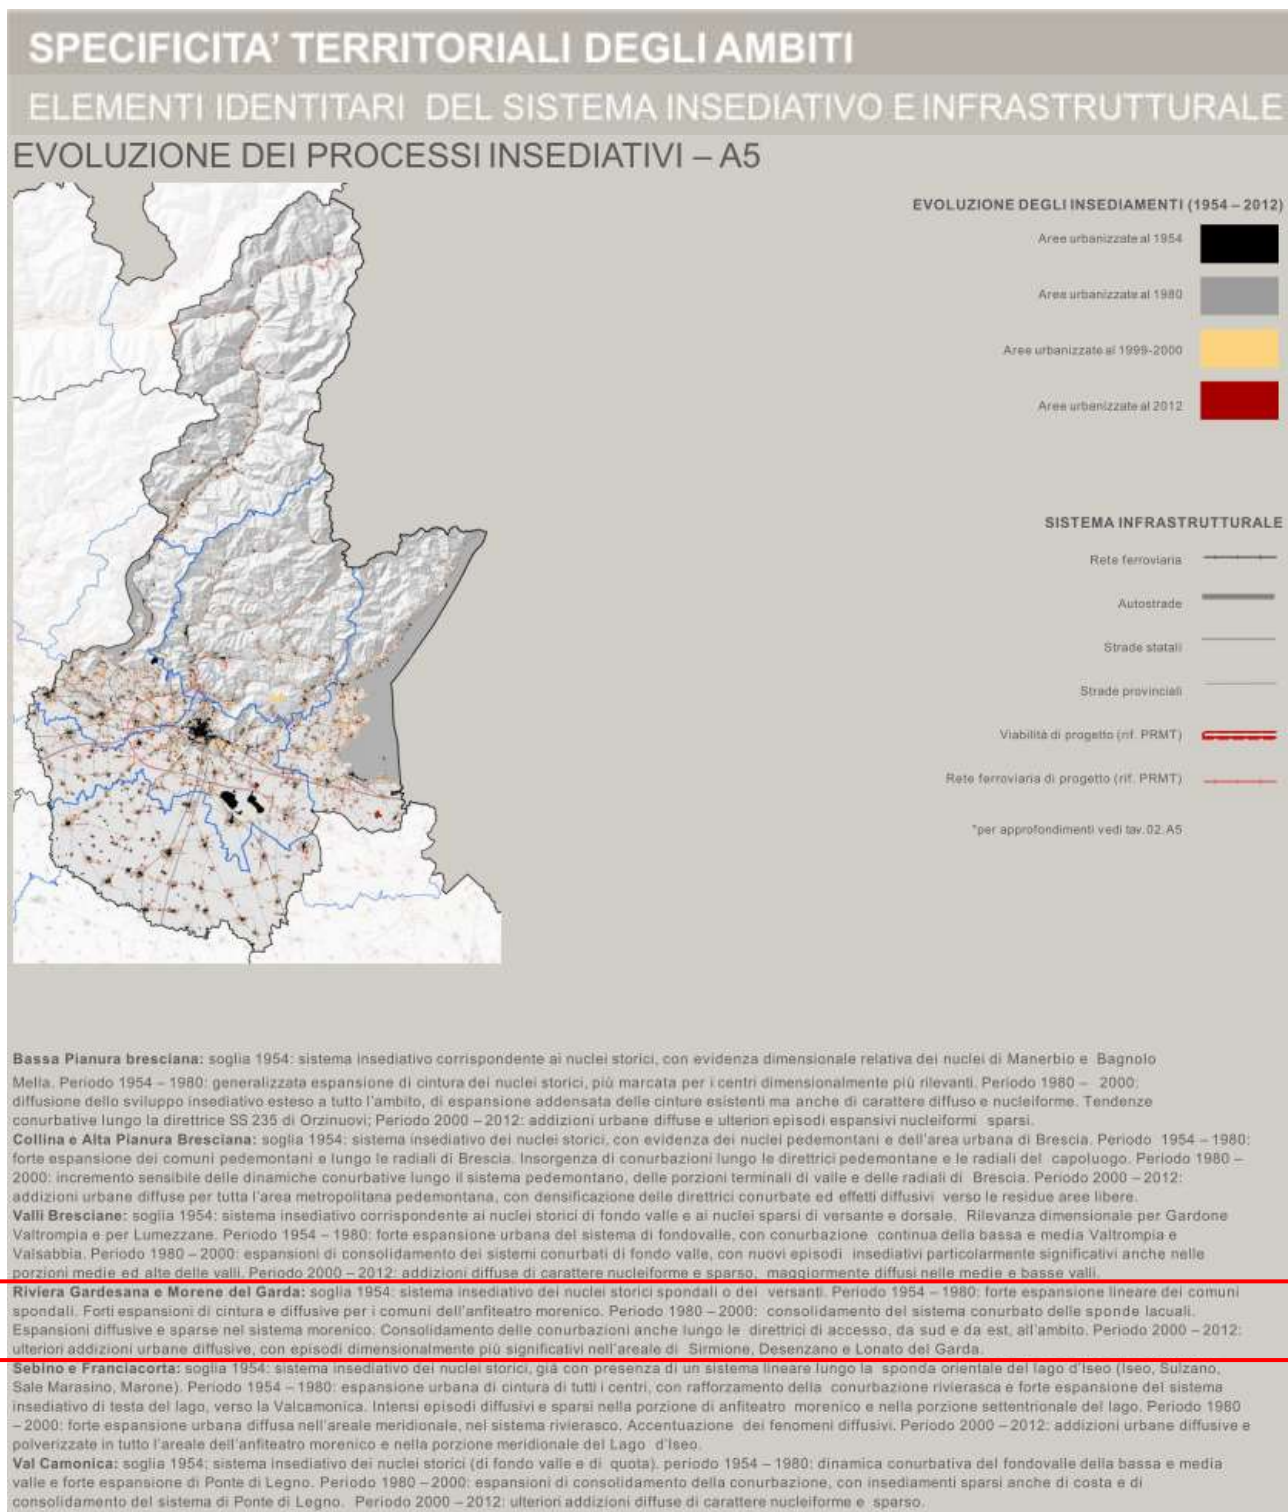 SPECIFICITA' TERRITORIALI DEGLI AMBITI
ELEMENTI IDENTITARI DEL SISTEMA INSEDIATIVO E INFRASTRUTTURALE
EVOLUZIONE DEI PROCESSI INSEDIATIVI – A5
EVOLUZIONE DEGLI INSEDIAMENTI (1954 – 2012)
Aree urbanizzate al 1954
Aree urbanizzate al 1980
Aree urbanizzate al 1999-2000
Aree urbanizzate al 2012
SISTEMA INFRASTRUTTURALE
Rete ferroviaria
Autostrade
Strade statali
Strade provinciali
Viabilità di progetto (rif. PRMT)
Rete ferroviaria di progetto (rif. PRMT)
*per approfondimenti vedi tav.02.A5
Bassa Pianura bresciana: soglia 1954: sistema insediativo corrispondente ai nuclei storici, con evidenza dimensionale relativa dei nuclei di Manerbio e Bagnolo
Mella. Periodo 1954 – 1980: generalizzata espansione di cintura dei nuclei storici, più marcata per i centri dimensionalmente più rilevanti. Periodo 1980 – 2000:
diffusione dello sviluppo insediativo esteso a tutto l'ambito, di espansione addensata delle cinture esistenti ma anche di carattere diffuso e nucleiforme. Tendenze
conurbative lungo la direttrice SS 235 di Orzinuovi; Periodo 2000 – 2012: addizioni urbane diffuse e ulteriori episodi espansivi nucleiformi sparsi.
Collina e Alta Pianura Bresciana: soglia 1954: sistema insediativo dei nuclei storici, con evidenza dei nuclei pedemontani e dell'area urbana di Brescia. Periodo 1954 – 1980:
forte espansione dei comuni pedemontani e lungo le radiali di Brescia. Insorgenza di conurbazioni lungo le direttrici pedemontane e le radiali del capoluogo. Periodo 1980 –
2000: incremento sensibile delle dinamiche conurbative lungo il sistema pedemontano, delle porzioni terminali di valle e delle radiali di Brescia. Periodo 2000 – 2012:
addizioni urbane diffuse per tutta l'area metropolitana pedemontana, con densificazione delle direttrici conurbate ed effetti diffusivi verso le residue aree libere.
Valli Bresciane: soglia 1954: sistema insediativo corrispondente ai nuclei storici di fondo valle e ai nuclei sparsi di versante e dorsale. Rilevanza dimensionale per Gardone
Valtrompia e per Lumezzane. Periodo 1954 – 1980: forte espansione urbana del sistema di fondovalle, con conurbazione continua della bassa e media Valtrompia e
Valsabbia. Periodo 1980 – 2000: espansioni di consolidamento dei sistemi conurbati di fondo valle, con nuovi episodi insediativi particolarmente significativi anche nelle
porzioni medie ed alte delle valli. Periodo 2000 – 2012: addizioni diffuse di carattere nucleiforme e sparso, maggiormente diffusi nelle medie e basse valli.
Riviera Gardesana e Morene del Garda: soglia 1954: sistema insediativo dei nuclei storici spondali o dei versanti. Periodo 1954 – 1980: forte espansione lineare dei comuni
spondali. Forti espansioni di cintura e diffusive per i comuni dell'anfiteatro morenico. Periodo 1980 – 2000: consolidamento del sistema conurbato delle sponde lacuali.
Espansioni diffusive e sparse nel sistema morenico. Consolidamento delle conurbazioni anche lungo le direttrici di accesso, da sud e da est, all'ambito. Periodo 2000 – 2012:
ulteriori addizioni urbane diffusive, con episodi dimensionalmente più significativi nell'areale di Sirmione, Desenzano e Lonato del Garda.
Sebino e Franciacorta: soglia 1954: sistema insediativo dei nuclei storici, già con presenza di un sistema lineare lungo la sponda orientale del lago d'Iseo (Iseo, Sulzano,
Sale Marasino, Marone). Periodo 1954 – 1980: espansione urbana di cintura di tutti i centri, con rafforzamento della conurbazione rivierasca e forte espansione del sistema
insediativo di testa del lago, verso la Valcamonica. Intensi episodi diffusivi e sparsi nella porzione di anfiteatro morenico e nella porzione settentrionale del lago. Periodo 1980
– 2000: forte espansione urbana diffusa nell'areale meridionale, nel sistema rivierasco. Accentuazione dei fenomeni diffusivi. Periodo 2000 – 2012: addizioni urbane diffusive e
polverizzate in tutto l'areale dell'anfiteatro morenico e nella porzione meridionale del Lago d'Iseo.
Val Camonica: soglia 1954: sistema insediativo dei nuclei storici (di fondo valle e di quota). periodo 1954 – 1980: dinamica conurbativa del fondovalle della bassa e media
valle e forte espansione di Ponte di Legno. Periodo 1980 – 2000: espansioni di consolidamento della conurbazione, con insediamenti sparsi anche di costa e di
consolidamento del sistema di Ponte di Legno. Periodo 2000 – 2012: ulteriori addizioni diffuse di carattere nucleiforme e sparso.